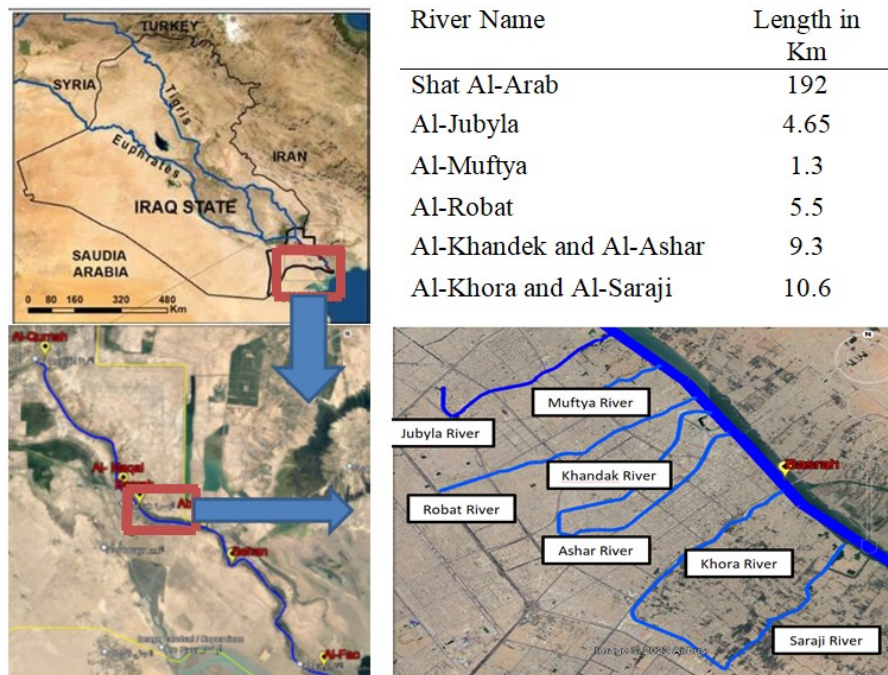 TURKEY
SYRIA
Tigris
Euphrates
IRAN
IRAQ STATE
SAUDIA
ARABIA
0 80 160 320 480
Km
River Name Length in
Km
Shat Al-Arab 192
Al-Jubyla 4.65
Al-Muftya 1.3
Al-Robat 5.5
Al-Khandek and Al-Ashar 9.3
Al-Khora and Al-Saraji 10.6
Al-Qurnah
Sehan
Al-Fao
N
Muftya River
Jubyla River
Basrah
Khandak River
Robat River
Ashar River
Khora River
Saraji River